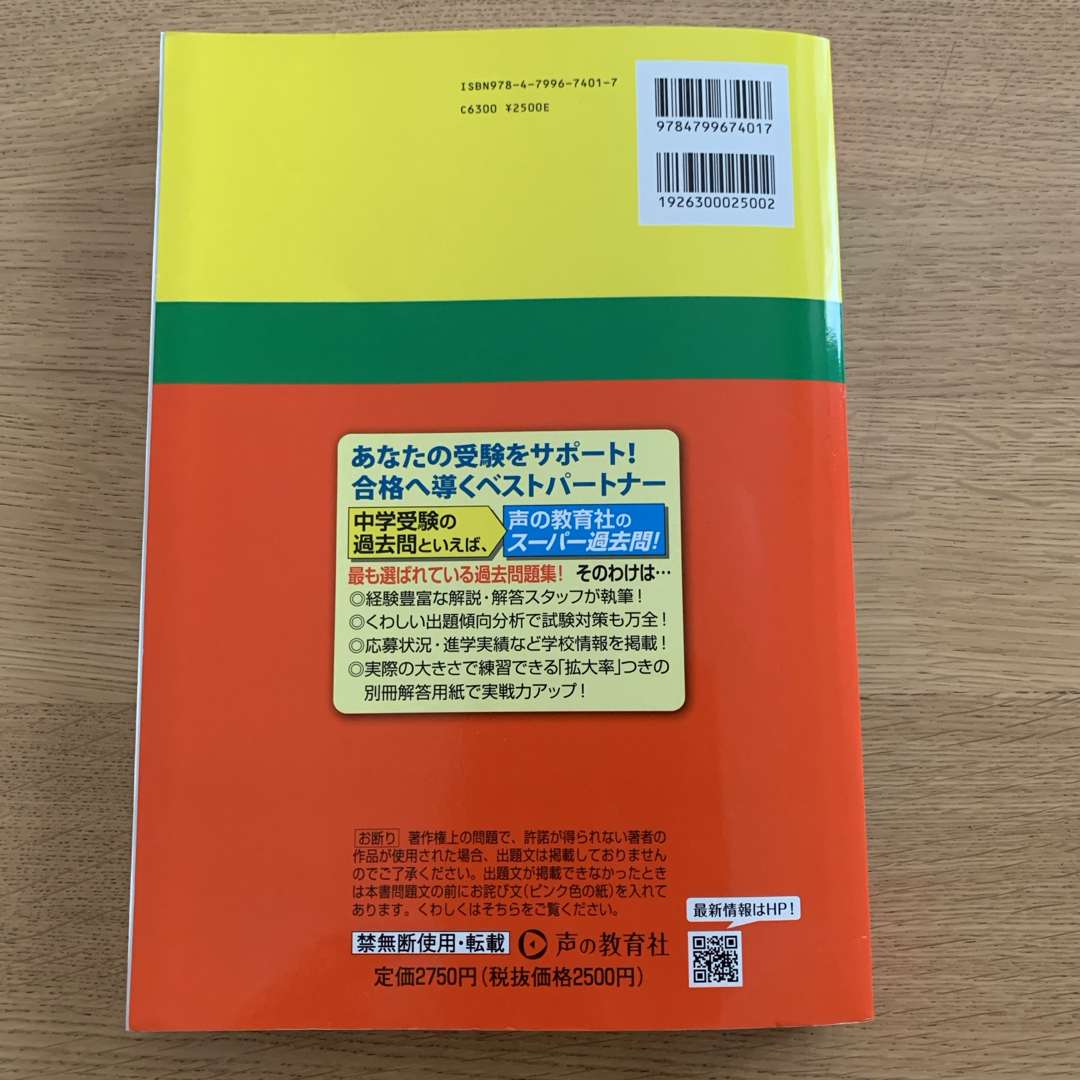 ISBN978-4-7996-7401-7
C6300 ¥2500E
9784799674017
1926300025002
あなたの受験をサポート!
合格へ導くベストパートナー
中学受験の
過去問といえば、
声の教育社の
スーパー過去問!
最も選ばれている過去問題集! そのわけは…
◎経験豊富な解説・解答スタッフが執筆!
◎くわしい出題傾向分析で試験対策も万全!
◎応募状況・進学実績など学校情報を掲載!
◎実際の大きさで練習できる「拡大率」つきの
別冊解答用紙で実戦力アップ!
お断り 著作権上の問題で、許諾が得られない著者の
作品が使用された場合、出題文は掲載しておりません
のでご了承ください。出題文が掲載できなかったとき
は本書問題文の前にお詫び文(ピンク色の紙)を入れて
あります。くわしくはそちらをご覧ください。
最新情報はHP!
禁無断使用・転載 声の教育社
定価2750円(税抜価格2500円)